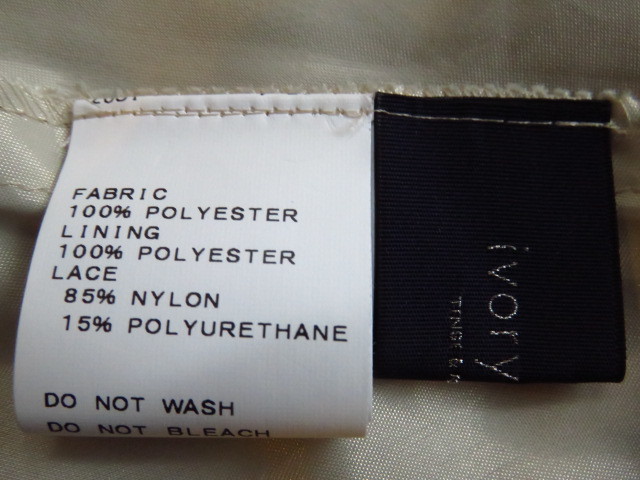 FABRIC
100% POLYESTER
LINING
100% POLYESTER
LACE
85% NYLON
15% POLYURETHANE
DO NOT WASH
DO NOT BLEACH
ivory